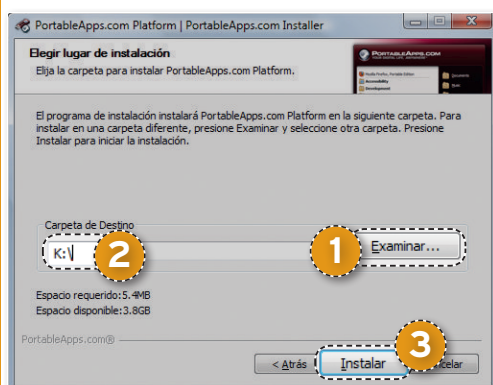 PortableApps.com Platform | PortableApps.com Installer
Elegir lugar de instalación
Elija la carpeta para instalar PortableApps.com Platform.
PORTABLEAPPS.COM
El programa de instalación instalará PortableApps.com Platform en la siguiente carpeta. Para
instalar en una carpeta diferente, presione Examinar y seleccione otra carpeta. Presione
Instalar para iniciar la instalación.
Carpeta de Destino
K:\ 2
1 Examinar...
Espacio requerido:5.4MB
Espacio disponible:3.8GB
PortableApps.com®
3
< Atrás Instalar